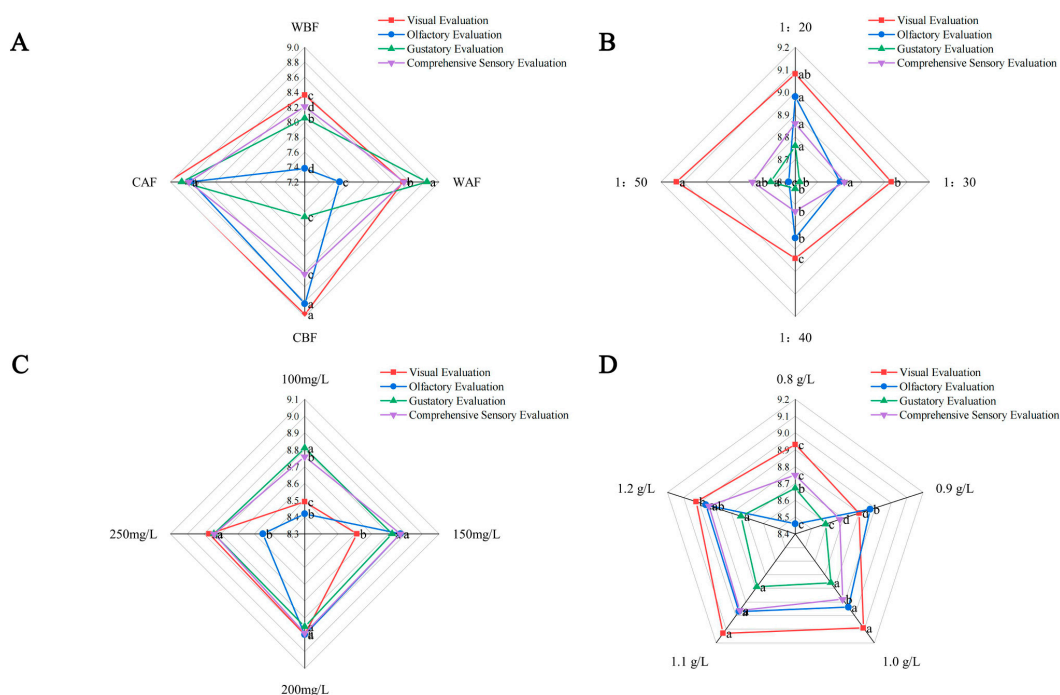 A
WBF
Visual Evaluation
Olfactory Evaluation
Gustatory Evaluation
Comprehensive Sensory Evaluation
9.0
8.8
8.6
8.4
8.2
8.0
7.8
7.6
7.4
7.2
c
d
b
d
CAF
a
c
b
a
WAF
c
c
a
a
CBF
B
1：20
Visual Evaluation
Olfactory Evaluation
Gustatory Evaluation
Comprehensive Sensory Evaluation
9.2
9.1
9.0
8.9
8.8
8.7
8.6
ab
a
a
a
1：50
a
ab
a
c
a
b
1：30
b
b
c
1：40
C
100mg/L
Visual Evaluation
Olfactory Evaluation
Gustatory Evaluation
Comprehensive Sensory Evaluation
9.1
9.0
8.9
8.8
8.7
8.5
8.4
8.3
a
b
c
b
250mg/L
a
b
b
a
150mg/L
a
a
200mg/L
D
0.8 g/L
Visual Evaluation
Olfactory Evaluation
Gustatory Evaluation
Comprehensive Sensory Evaluation
9.2
9.1
9.0
8.9
8.8
8.7
8.6
8.5
8.4
c
c
b
c
1.2 g/L
b
ab
a
c
d
d
b
0.9 g/L
a
a
a
a
b
a
a
1.1 g/L
1.0 g/L